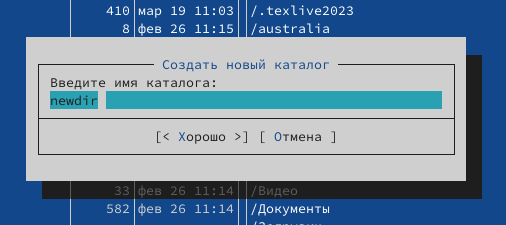 410 мар 19 11:03 /.texlive2023
8 фев 26 11:15 /australia
Создать новый каталог
Введите имя каталога:
newdir
[< Хорошо >] [ Отмена ]
33 фев 26 11:14 /Видео
582 фев 26 11:14 /Документы